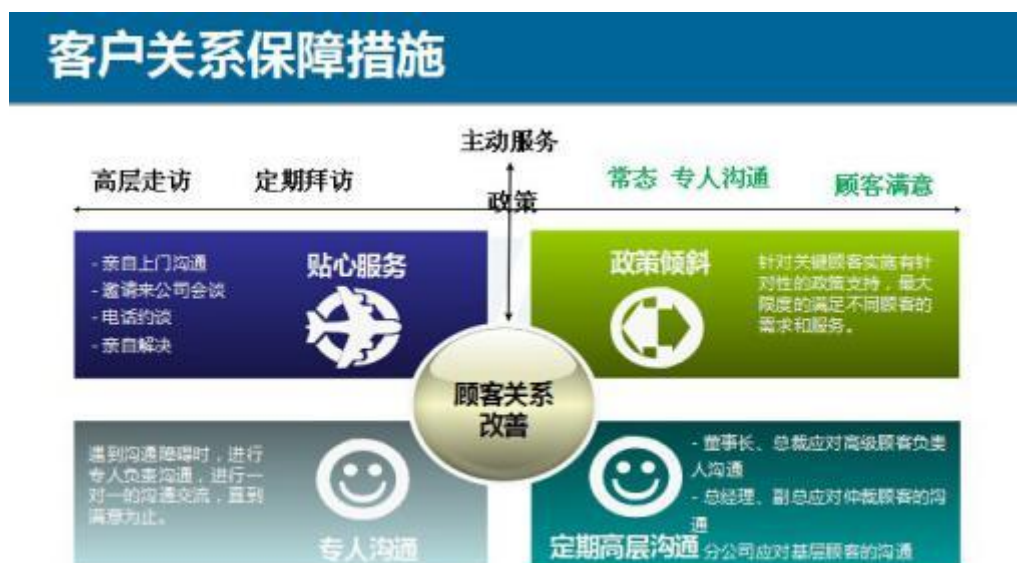 客户关系保障措施
主动服务
高层走访 定期拜访 常态 专人沟通 顾客满意
政策
- 亲自上门沟通
- 邀请来公司会谈
- 电话约谈
- 亲自解决
贴心服务
政策倾斜
针对关键顾客实施有针
对性的政策支持，最大
限度的满足不同顾客的
需求和服务。
顾客关系
改善
遇到沟通障碍时，进行
专人负责沟通，进行一
对一的沟通交流，直到
满意为止。
专人沟通
- 董事长、总裁应对高级顾客负责
人沟通
- 总经理、副总应对仲裁顾客的沟
通
分公司应对基层顾客的沟通
定期高层沟通